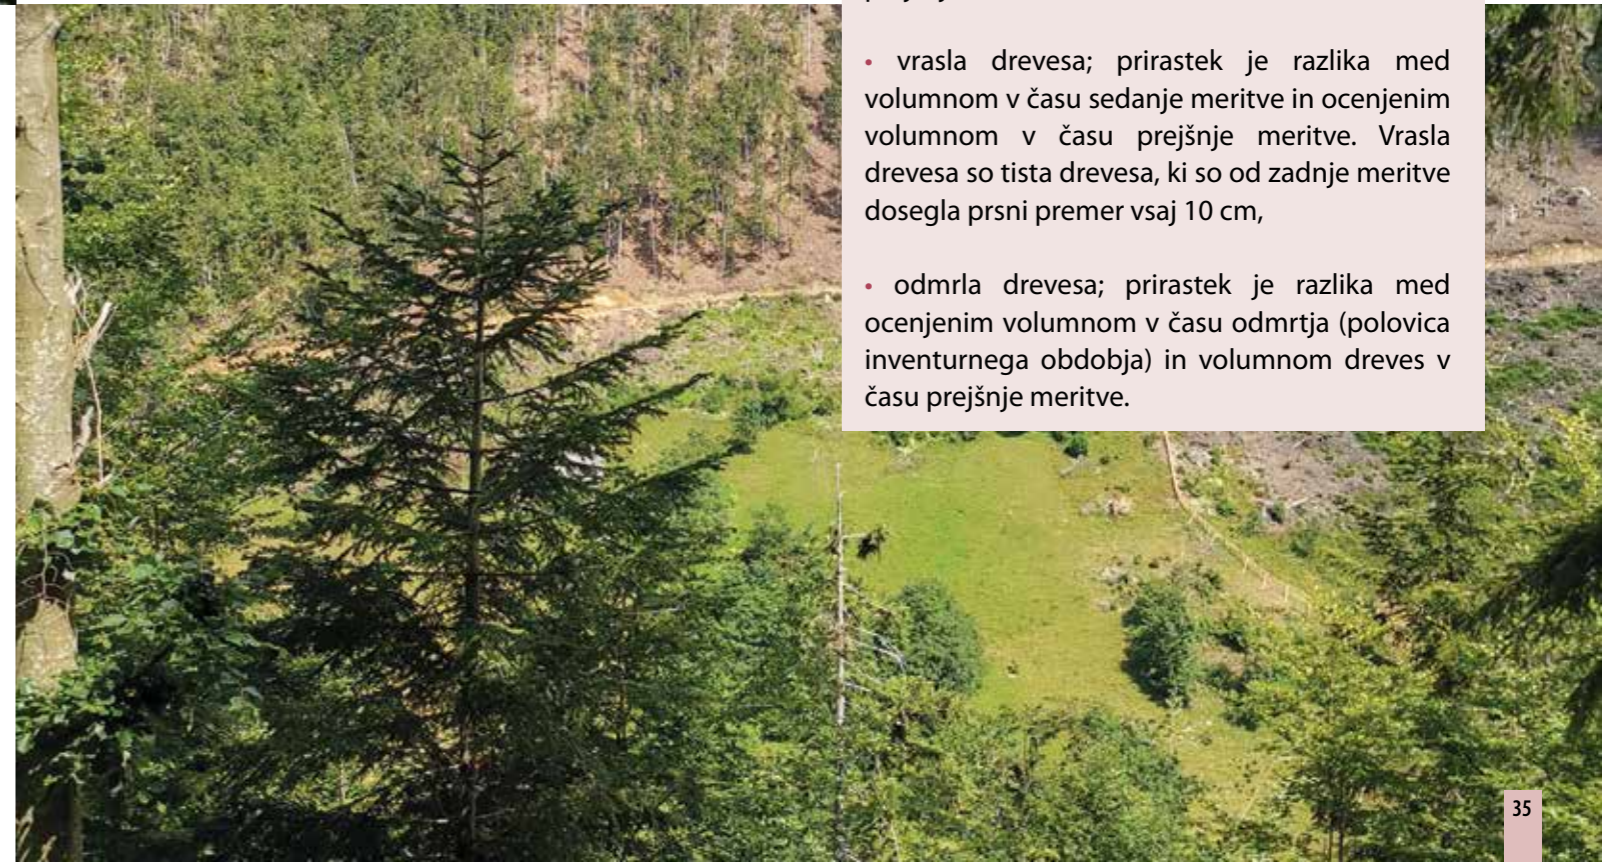 • vrasla drevesa; prirastek je razlika med
volumnom v času sedanje meritve in ocenjenim
volumnom v času prejšnje meritve. Vrasla
drevesa so tista drevesa, ki so od zadnje meritve
dosegla prsni premer vsaj 10 cm,
• odmrla drevesa; prirastek je razlika med
ocenjenim volumnom v času odmrtja (polovica
inventurnega obdobja) in volumnom dreves v
času prejšnje meritve.
35